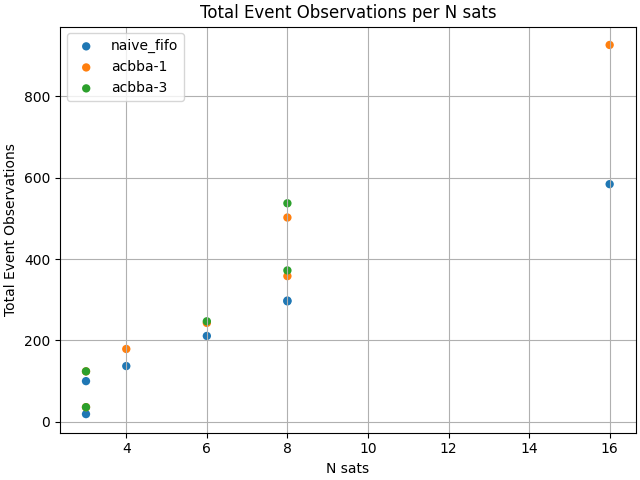 Total Event Observations per N sats
naive_fifo
acbba-1
acbba-3
Total Event Observations
800
600
400
200
0
4 6 8 10 12 14 16
N sats